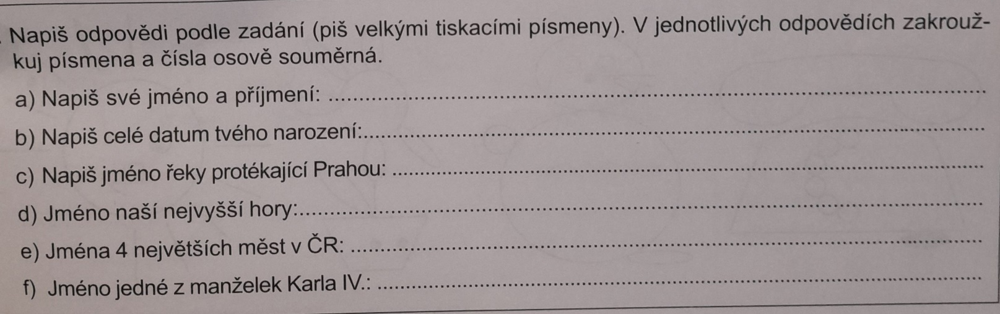 Napiš odpovědi podle zadání (piš velkými tiskacími písmeny). V jednotlivých odpovědích zakrouž-
kuj písmena a čísla osově souměrná.
a) Napiš své jméno a příjmení: ........................................
b) Napiš celé datum tvého narození:........................................
c) Napiš jméno řeky protékající Prahou: ........................................
d) Jméno naší nejvyšší hory:........................................
e) Jména 4 největších měst v ČR: ........................................
f) Jméno jedné z manželek Karla IV.: ........................................